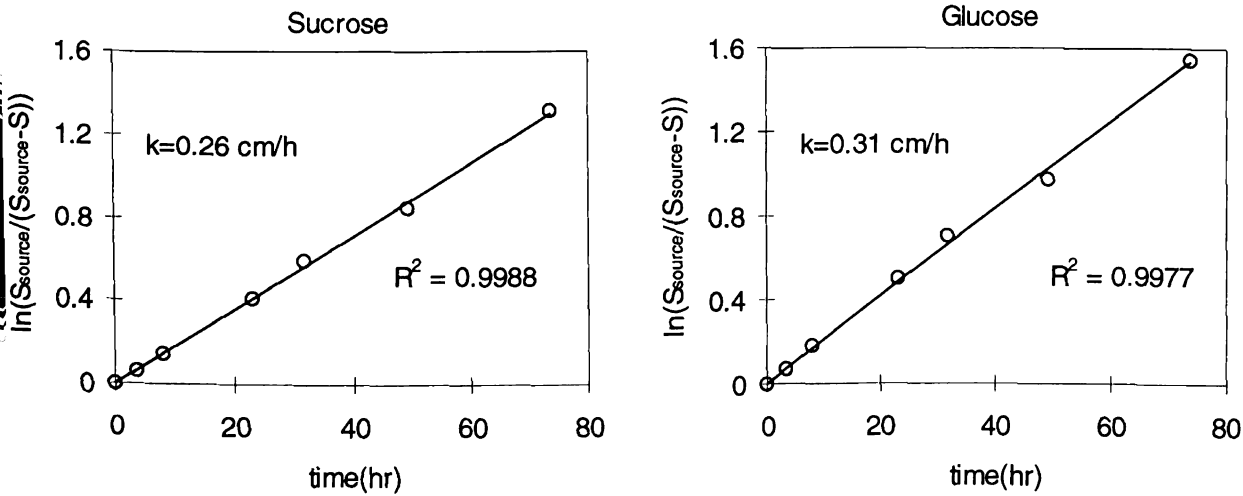 Sucrose
1.6
1.2
0.8
0.4
0
ln(Ssource/(Ssource-S))
k=0.26 cm/h
R² = 0.9988
0 20 40 60 80
time(hr)
Glucose
1.6
1.2
0.8
0.4
0
ln(Ssource/(Ssource-S))
k=0.31 cm/h
R² = 0.9977
0 20 40 60 80
time(hr)